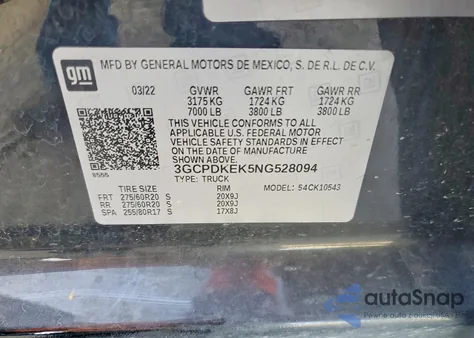 gm
MFD BY GENERAL MOTORS DE MEXICO, S. DE R.L. DE C.V.
03/22 GVWR GAWR FRT GAWR RR
3175 KG 1724 KG 1724 KG
7000 LB 3800 LB 3800 LB
THIS VEHICLE CONFORMS TO ALL
APPLICABLE U.S. FEDERAL MOTOR
VEHICLE SAFETY STANDARDS IN
EFFECT ON THE DATE OF
MANUFACTURE SHOWN ABOVE.
3GCPDKEK5NG528094
TYPE: TRUCK 54CK10543
TIRE SIZE RIM
FRT 275/60R20 S 20X9J
RR 275/60R20 S 20X9J
SPA 255/80R17 S 17X8J
autoSnap